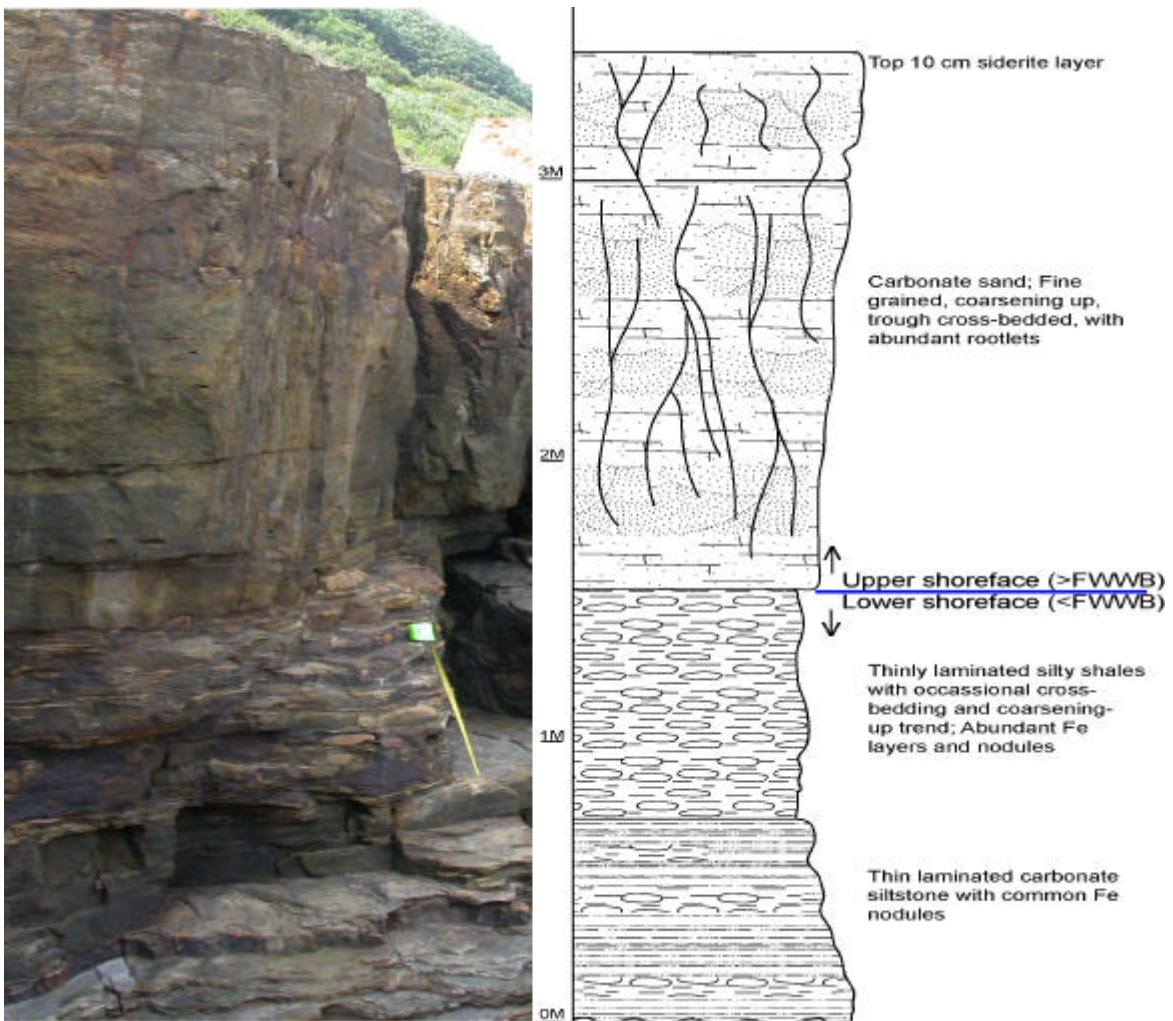 Top 10 cm siderite layer
3M
Carbonate sand; Fine
grained, coarsening up,
trough cross-bedded, with
abundant rootlets
2M
Upper shoreface (>FWWB)
Lower shoreface (<FWWB)
Thinly laminated silty shales
with occassional cross-
bedding and coarsening-
up trend; Abundant Fe
layers and nodules
1M
Thin laminated carbonate
siltstone with common Fe
nodules
0M